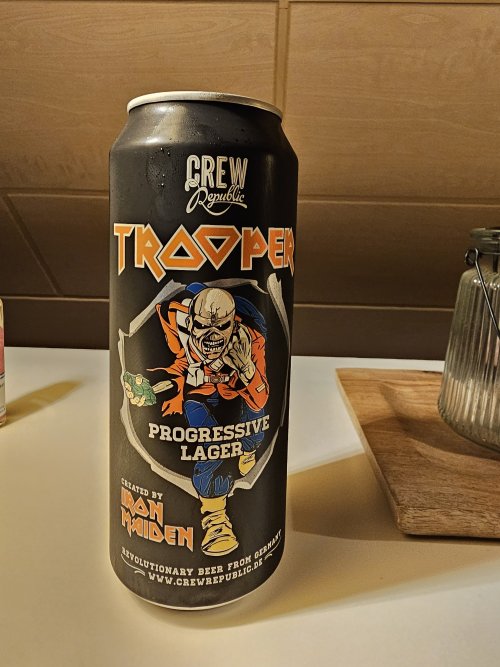 CREW
Republic
TROOPER
PROGRESSIVE
LAGER
CREATED BY
IRON
MAIDEN
REVOLUTIONARY BEER FROM GERMANY
WWW.CREWREPUBLIC.DE